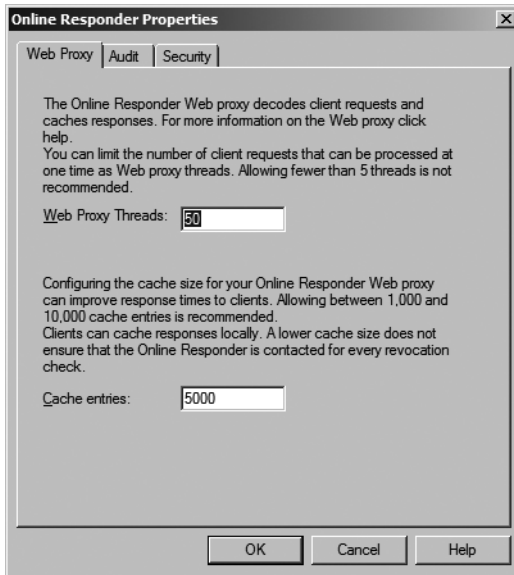 Online Responder Properties
Web Proxy Audit Security
The Online Responder Web proxy decodes client requests and
caches responses. For more information on the Web proxy click
help.
You can limit the number of client requests that can be processed at
one time as Web proxy threads. Allowing fewer than 5 threads is not
recommended.
Web Proxy Threads: 50
Configuring the cache size for your Online Responder Web proxy
can improve response times to clients. Allowing between 1,000 and
10,000 cache entries is recommended.
Clients can cache responses locally. A lower cache size does not
ensure that the Online Responder is contacted for every revocation
check.
Cache entries: 5000
OK Cancel Help